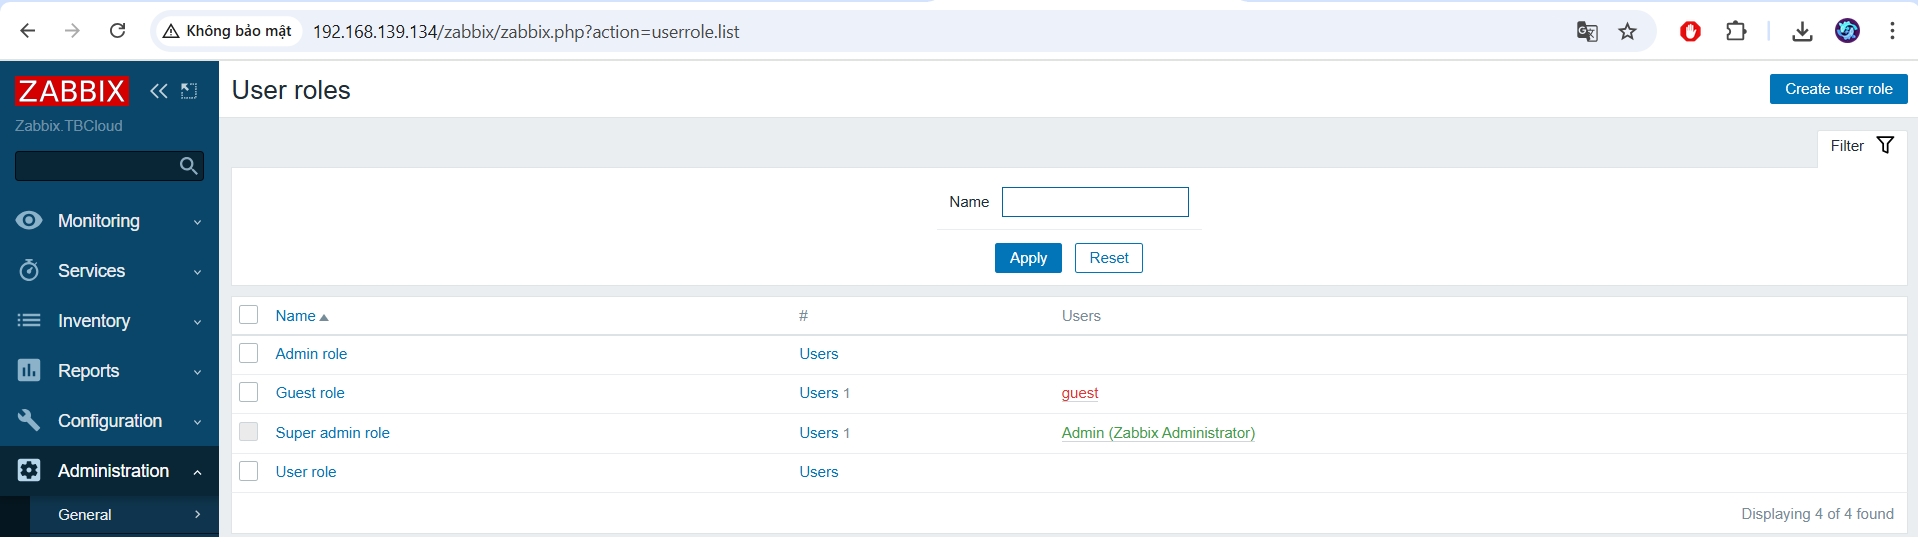 Không bảo mật 192.168.139.134/zabbix/zabbix.php?action=userrole.list
ZABBIX
Zabbix.TBCloud
Monitoring
Services
Inventory
Reports
Configuration
Administration
General
User roles
Create user role
Filter
Name
Apply Reset
Name # Users
Admin role Users
Guest role Users 1 guest
Super admin role Users 1 Admin (Zabbix Administrator)
User role Users
Displaying 4 of 4 found